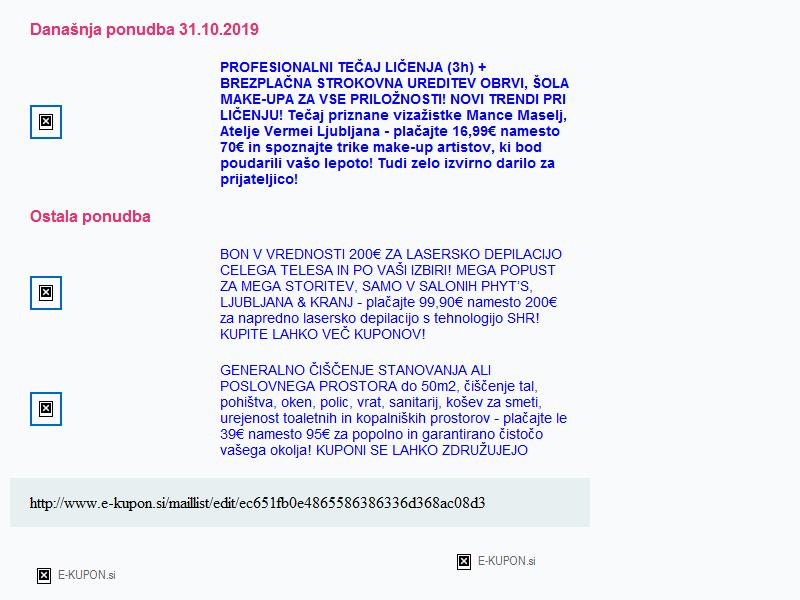 Današnja ponudba 31.10.2019
PROFESIONALNI TEČAJ LIČENJA (3h) +
BREZPLAČNA STROKOVNA UREDITEV OBRVI, ŠOLA
MAKE-UPA ZA VSE PRILOŽNOSTI! NOVI TRENDI PRI
LIČENJU! Tečaj priznane vizažistke Mance Maselj,
Atelje Vermei Ljubljana - plačajte 16,99€ namesto
70€ in spoznajte trike make-up artistov, ki bod
poudarili vašo lepoto! Tudi zelo izvirno darilo za
prijateljico!
Ostala ponudba
BON V VREDNOSTI 200€ ZA LASERSKO DEPILACIJO
CELEGA TELESA IN PO VAŠI IZBIRI! MEGA POPUST
ZA MEGA STORITEV, SAMO V SALONIH PHYT'S,
LJUBLJANA & KRANJ - plačajte 99,90€ namesto 200€
za napredno lasersko depilacijo s tehnologijo SHR!
KUPITE LAHKO VEČ KUPONOV!
GENERALNO ČIŠČENJE STANOVANJA ALI
POSLOVNEGA PROSTORA do 50m2, čiščenje tal,
pohištva, oken, polic, vrat, sanitarij, košev za smeti,
urejenost toaletnih in kopalniških prostorov - plačajte le
39€ namesto 95€ za popolno in garantirano čistočo
vašega okolja! KUPONI SE LAHKO ZDRUŽUJEJO
http://www.e-kupon.si/maillist/edit/ec651fb0e4865586386336d368ac08d3
E-KUPON.si
E-KUPON.si